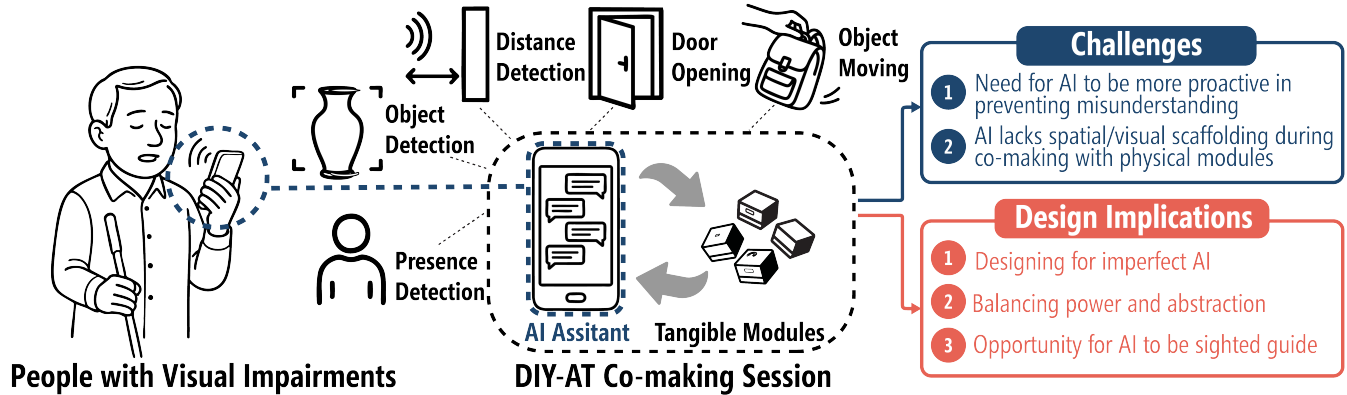 People with Visual Impairments
Object
Detection
Distance
Detection
Door
Opening
Object
Moving
Presence
Detection
AI Assitant
Tangible Modules
DIY-AT Co-making Session
Challenges
1 Need for AI to be more proactive in
preventing misunderstanding
2 AI lacks spatial/visual scaffolding during
co-making with physical modules
Design Implications
1 Designing for imperfect AI
2 Balancing power and abstraction
3 Opportunity for AI to be sighted guide